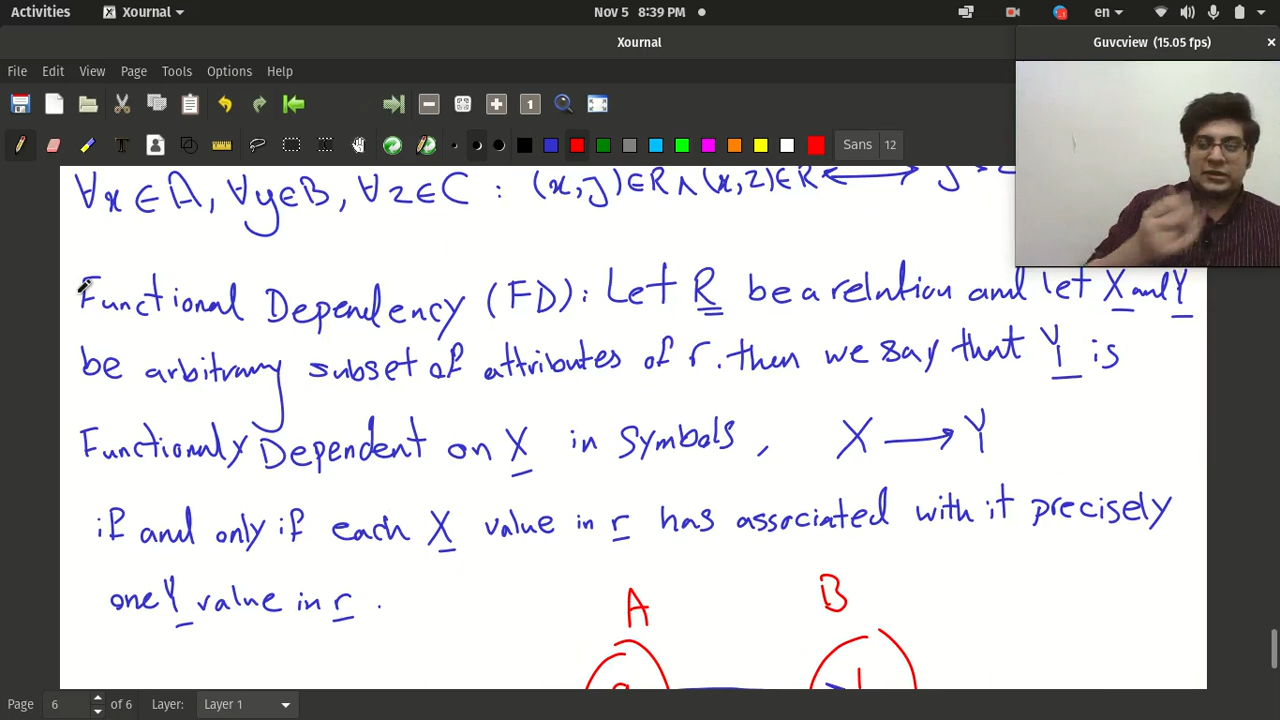 Activities Xournal Nov 5 8:39 PM en
Xournal
Guvcview (15.05 fps)
File Edit View Page Tools Options Help
Sans 12
∀x∈A, ∀y∈B, ∀z∈C : (x,y)∈R ∧ (x,z)∈R ⟷ y
Functional Dependency (FD): Let R be a relation and let X and Y
be arbitrary subset of attributes of r. then we say that Y is
Functionaly Dependent on X in Symbols, X → Y
if and only if each X value in r has associated with it precisely
one Y value in r.
A B
Page 6 of 6 Layer: Layer 1